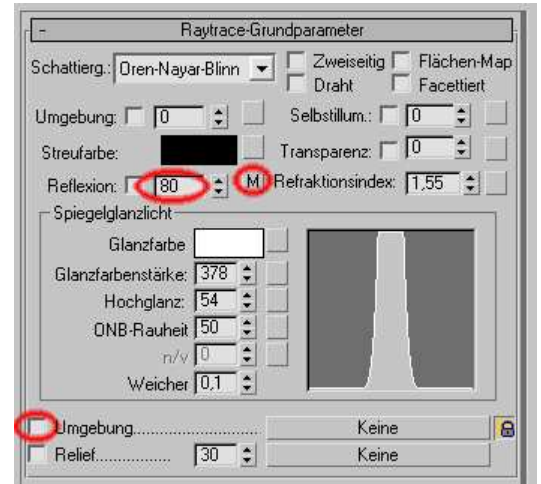 - Raytrace-Grundparameter
Schattierg.: Oren-Nayar-Blinn Zweiseitig Flächen-Map
Draht Facettiert
Umgebung: 0 Selbstillum.: 0
Streufarbe: Transparenz: 0
Reflexion: 80 M Refraktionsindex: 1,55
Spiegelglanzlicht
Glanzfarbe
Glanzfarbenstärke: 378
Hochglanz: 54
ONB-Rauheit 50
n/v 0
Weicher 0,1
Umgebung.......................... Keine
Relief................. 30 Keine